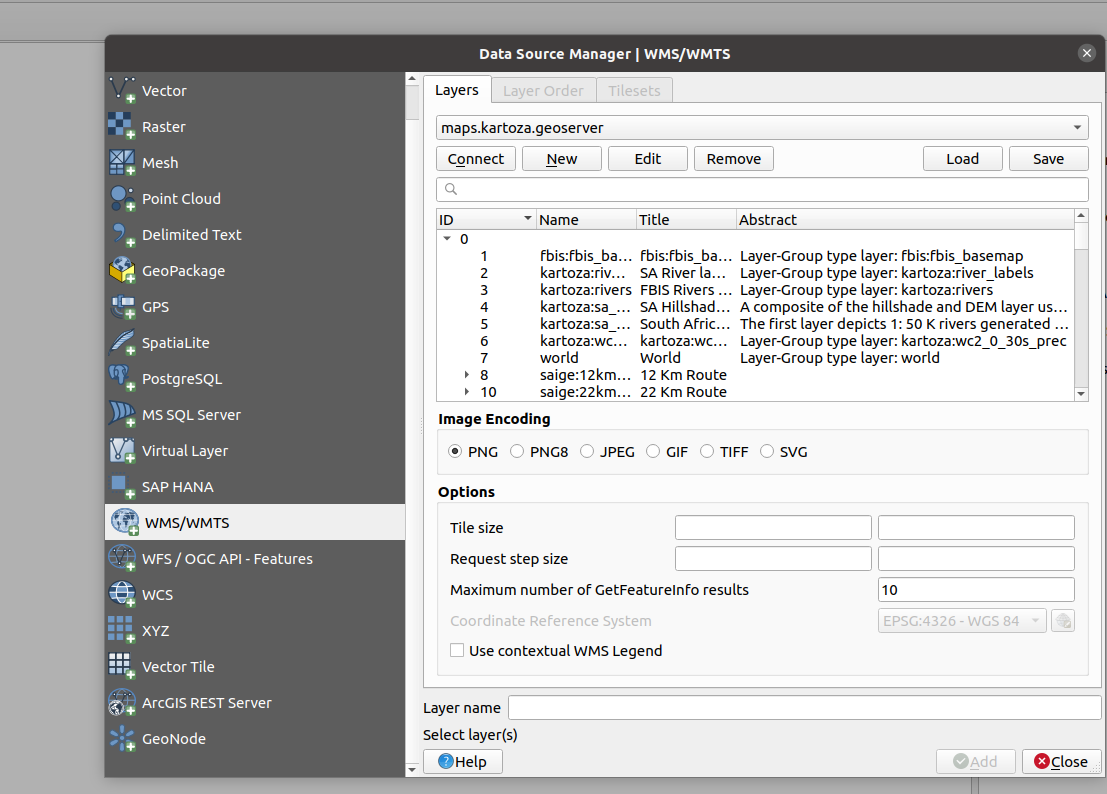 Data Source Manager | WMS/WMTS
Vector
Raster
Mesh
Point Cloud
Delimited Text
GeoPackage
GPS
SpatiaLite
PostgreSQL
MS SQL Server
Virtual Layer
SAP HANA
WMS/WMTS
WFS / OGC API - Features
WCS
XYZ
Vector Tile
ArcGIS REST Server
GeoNode
Layers Layer Order Tilesets
maps.kartoza.geoserver
Connect New Edit Remove Load Save
ID Name Title Abstract
0
1 fbis:fbis_ba... fbis:fbis_ba... Layer-Group type layer: fbis:fbis_basemap
2 kartoza:riv... SA River la... Layer-Group type layer: kartoza:river_labels
3 kartoza:rivers FBIS Rivers ... Layer-Group type layer: kartoza:rivers
4 kartoza:sa_... SA Hillshad... A composite of the hillshade and DEM layer us...
5 kartoza:sa_... South Afric... The first layer depicts 1: 50 K rivers generated ...
6 kartoza:wc... kartoza:wc... Layer-Group type layer: kartoza:wc2_0_30s_prec
7 world World Layer-Group type layer: world
8 saige:12km... 12 Km Route
10 saige:22km... 22 Km Route
Image Encoding
PNG PNG8 JPEG GIF TIFF SVG
Options
Tile size
Request step size
Maximum number of GetFeatureInfo results 10
Coordinate Reference System EPSG:4326 - WGS 84
Use contextual WMS Legend
Layer name
Select layer(s)
Help Add Close